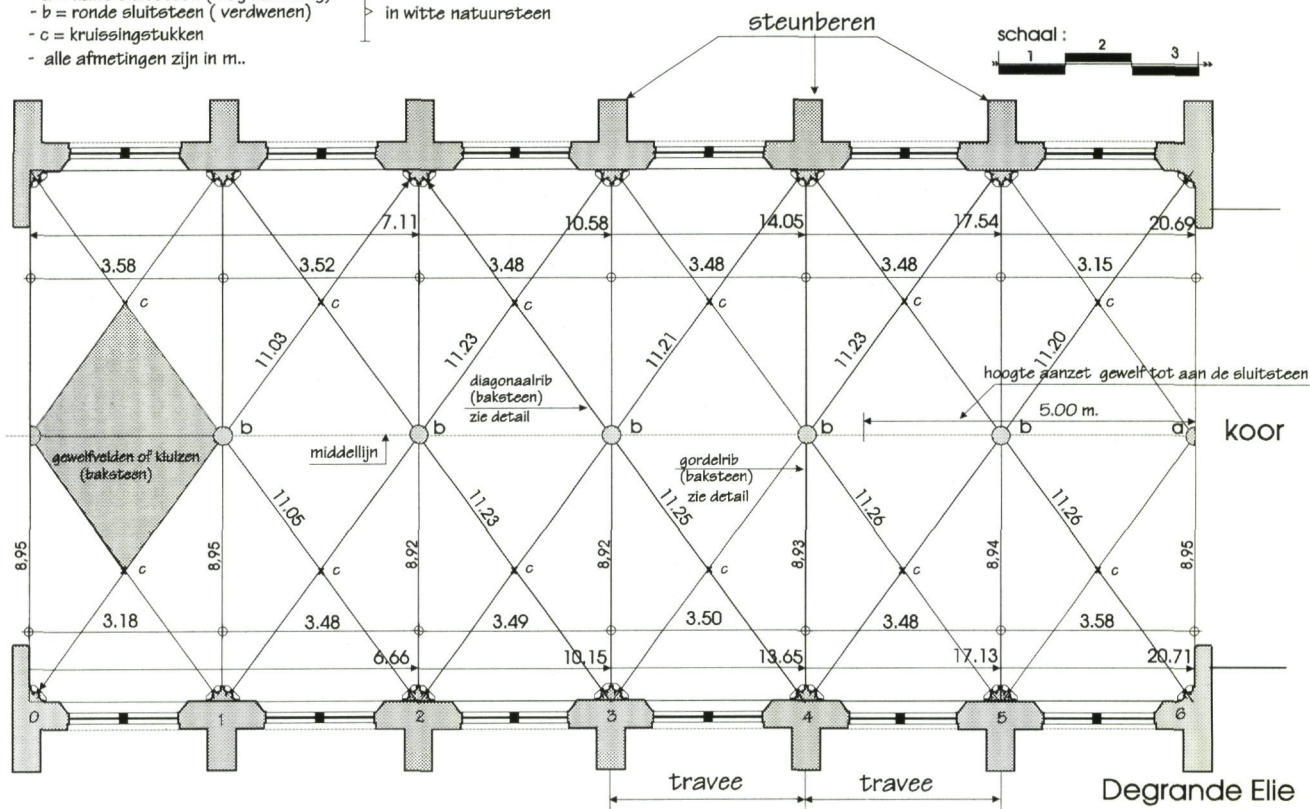 - b = ronde sluitsteen ( verdwenen)
in witte natuursteen
- c = kruissingstukken
- alle afmetingen zijn in m..
steunberen
schaal :
1 2 3
7.11 10.58 14.05 17.54 20.69
3.58 3.52 3.48 3.48 3.48 3.15
c c c c c c
11.03 11.23 11.21 11.23 11.20
diagonaalrib
(baksteen)
zie detail
hoogte aanzet gewelf tot aan de sluitsteen
5.00 m.
b b b b b a
koor
middellijn
gewelfvelden of kluizen
(baksteen)
gordelrib
(baksteen)
zie detail
11.05 11.23 11.25 11.26 11.26
8,95 8,95 8,92 8,92 8,93 8,94 8,95
c c c c c c
3.18 3.48 3.49 3.50 3.48 3.58
6.66 10,15 13.65 17.13 20.71
0 1 2 3 4 5 6
travee travee
Degrande Elie